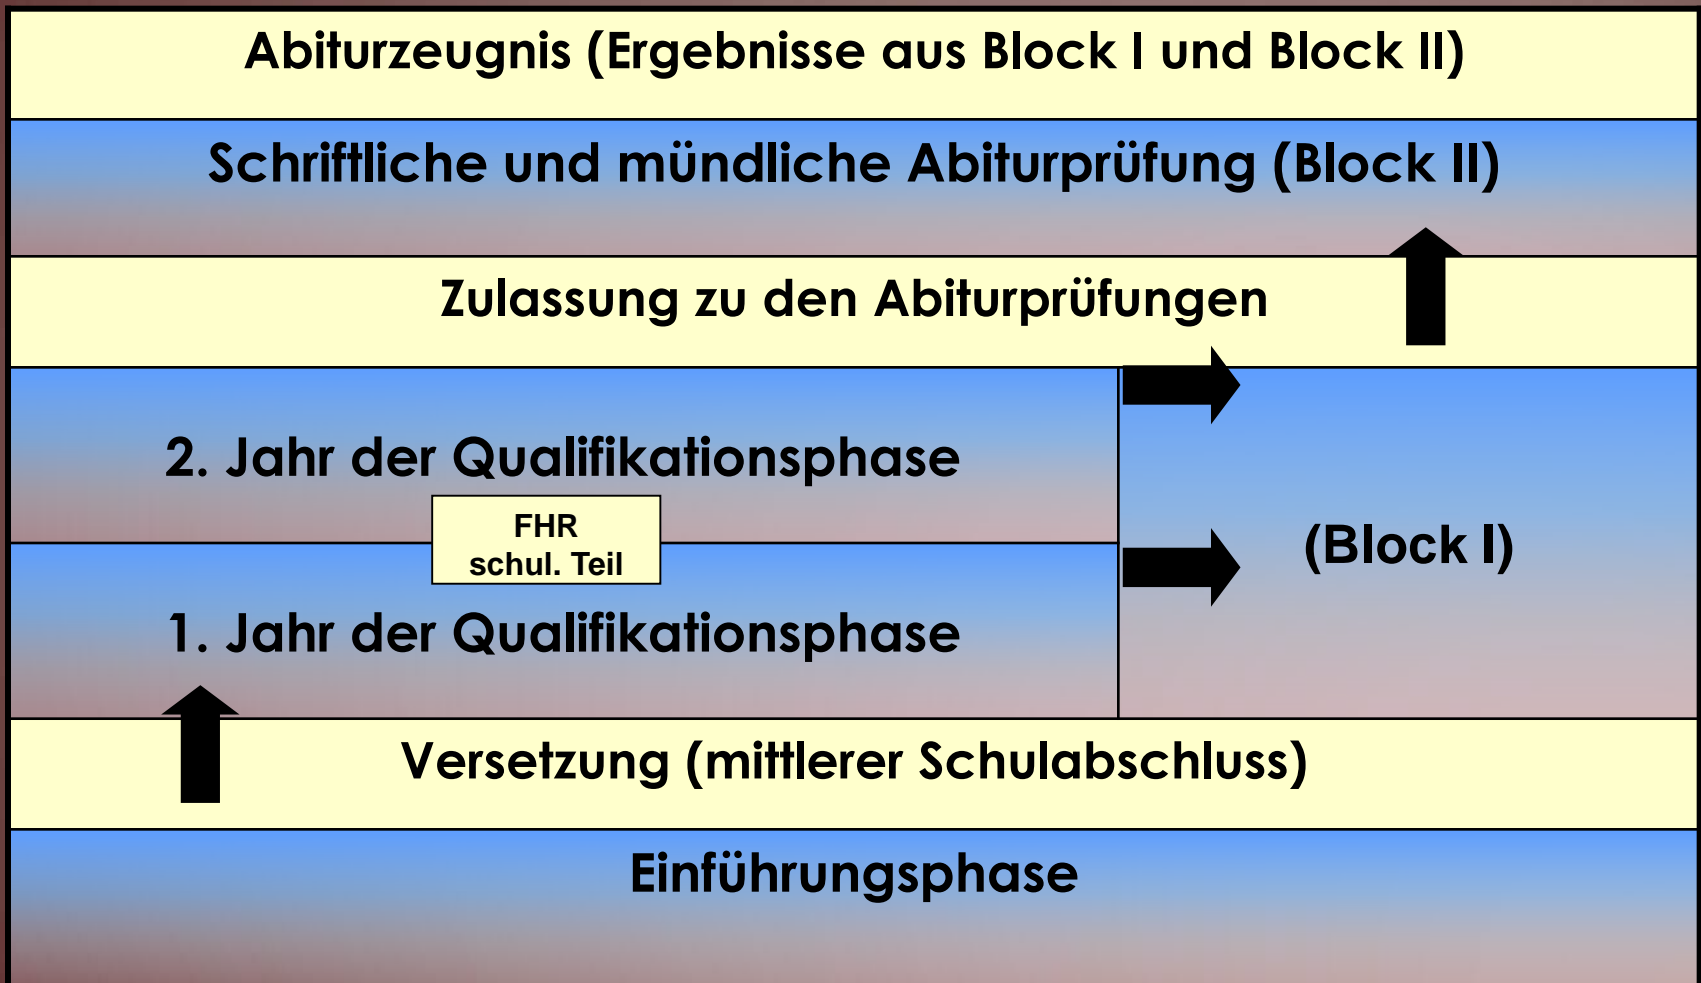 Abiturzeugnis (Ergebnisse aus Block I und Block II)
Schriftliche und mündliche Abiturprüfung (Block II)
Zulassung zu den Abiturprüfungen
2. Jahr der Qualifikationsphase
FHR
schul. Teil
(Block I)
1. Jahr der Qualifikationsphase
Versetzung (mittlerer Schulabschluss)
Einführungsphase